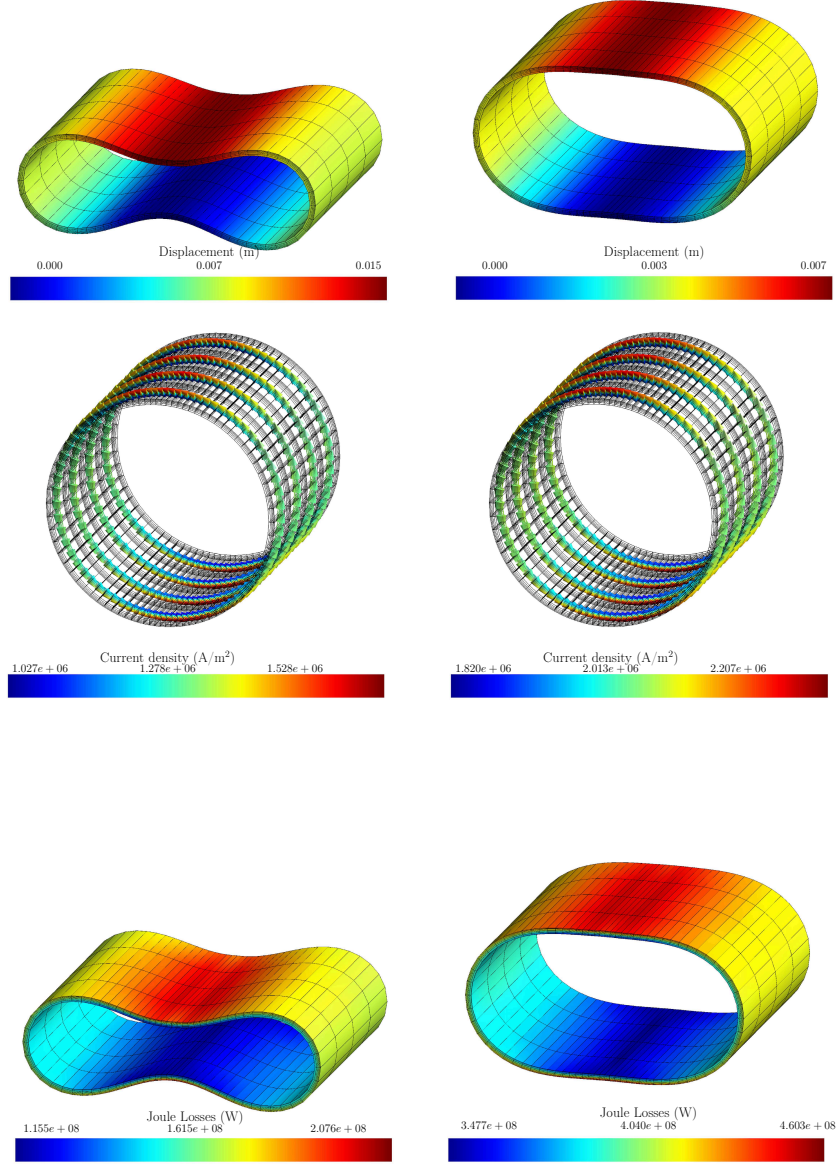 Displacement (m)
0.000 0.007 0.015
Displacement (m)
0.000 0.003 0.007
Current density (A/m²)
1.027e + 06 1.278e + 06 1.528e + 06
Current density (A/m²)
1.820e + 06 2.013e + 06 2.207e + 06
Joule Losses (W)
1.155e + 08 1.615e + 08 2.076e + 08
Joule Losses (W)
3.477e + 08 4.040e + 08 4.603e + 08